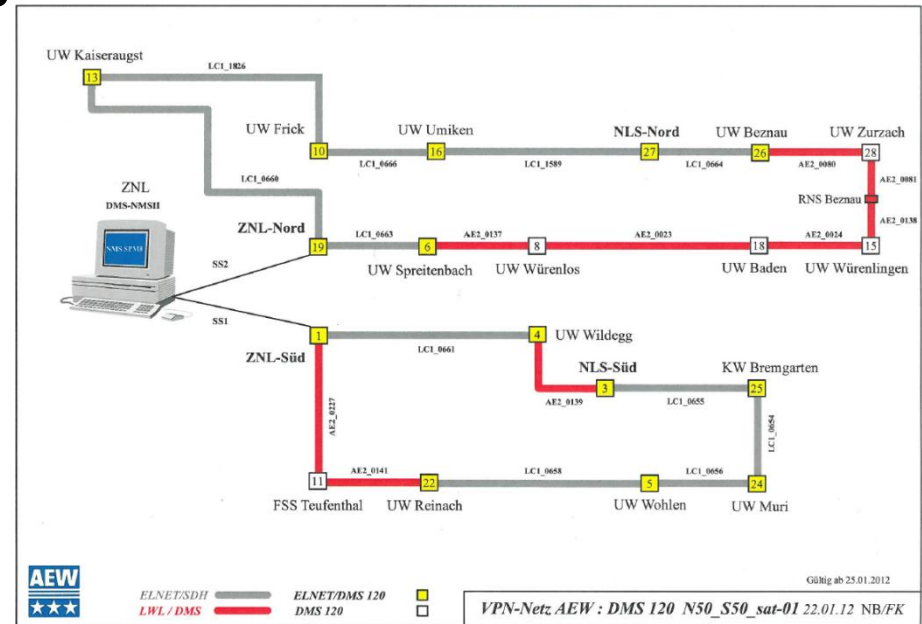 UW Kaiseraugst
LC1_1826
13
UW Frick
UW Umiken
NLS-Nord
UW Beznau
UW Zurzach
10
LC1_0666
16
LC1_1589
27
LC1_0664
26
AE2_0080
28
AE2_0081
LC1_0660
RNS Beznau
AE2_0138
ZNL
DMS-NMSII
ZNL-Nord
19
LC1_0663
6
AE2_0137
8
AE2_0023
18
AE2_0024
15
UW Spreitenbach
UW Würenlos
UW Baden
UW Würenlingen
SS2
SS1
1
LC1_0661
4
UW Wildegg
ZNL-Süd
NLS-Süd
KW Bremgarten
AE2_0139
3
LC1_0655
25
AE2_0227
LC1_0654
11
AE2_0141
22
LC1_0658
5
LC1_0656
24
FSS Teufenthal
UW Reinach
UW Wohlen
UW Muri
AEW
Gültig ab 25.01.2012
ELNET/SDH
ELNET/DMS 120
LWL / DMS
DMS 120
VPN-Netz AEW : DMS 120 N50_S50_sat-01 22.01.12 NB/FK